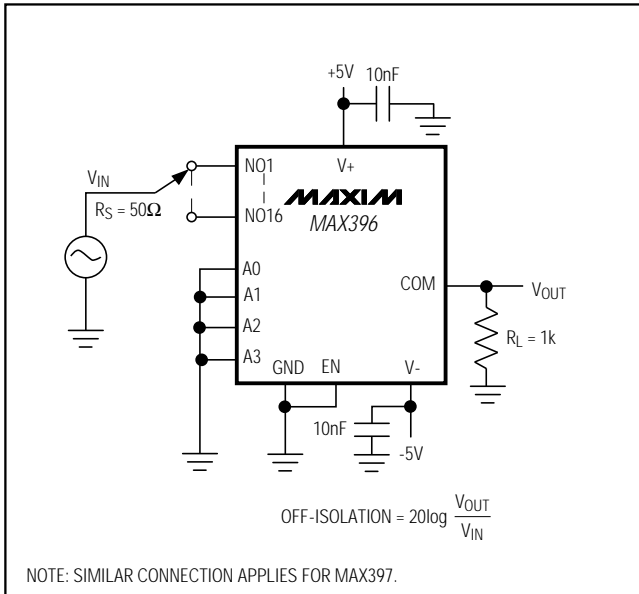 +5V 10nF
V+
NO1
VIN
RS = 50Ω
MAXIM
NO16
MAX396
A0
COM
VOUT
A1
A2
RL = 1k
A3
GND EN V-
10nF
-5V
OFF-ISOLATION = 20log VOUT
VIN
NOTE: SIMILAR CONNECTION APPLIES FOR MAX397.